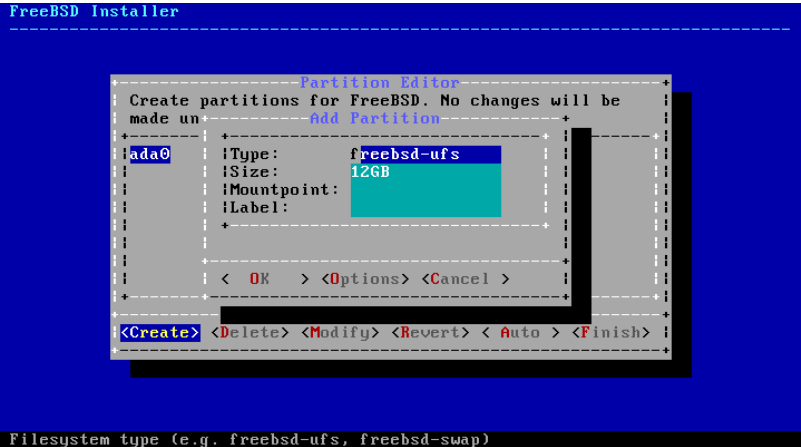 FreeBSD Installer
Partition Editor
Create partitions for FreeBSD. No changes will be
made un
Add Partition
ada0
Type: freebsd-ufs
Size: 12GB
Mountpoint:
Label:
< OK > <Options> <Cancel >
<Create> <Delete> <Modify> <Revert> < Auto > <Finish>
Filesystem type (e.g. freebsd-ufs, freebsd-swap)